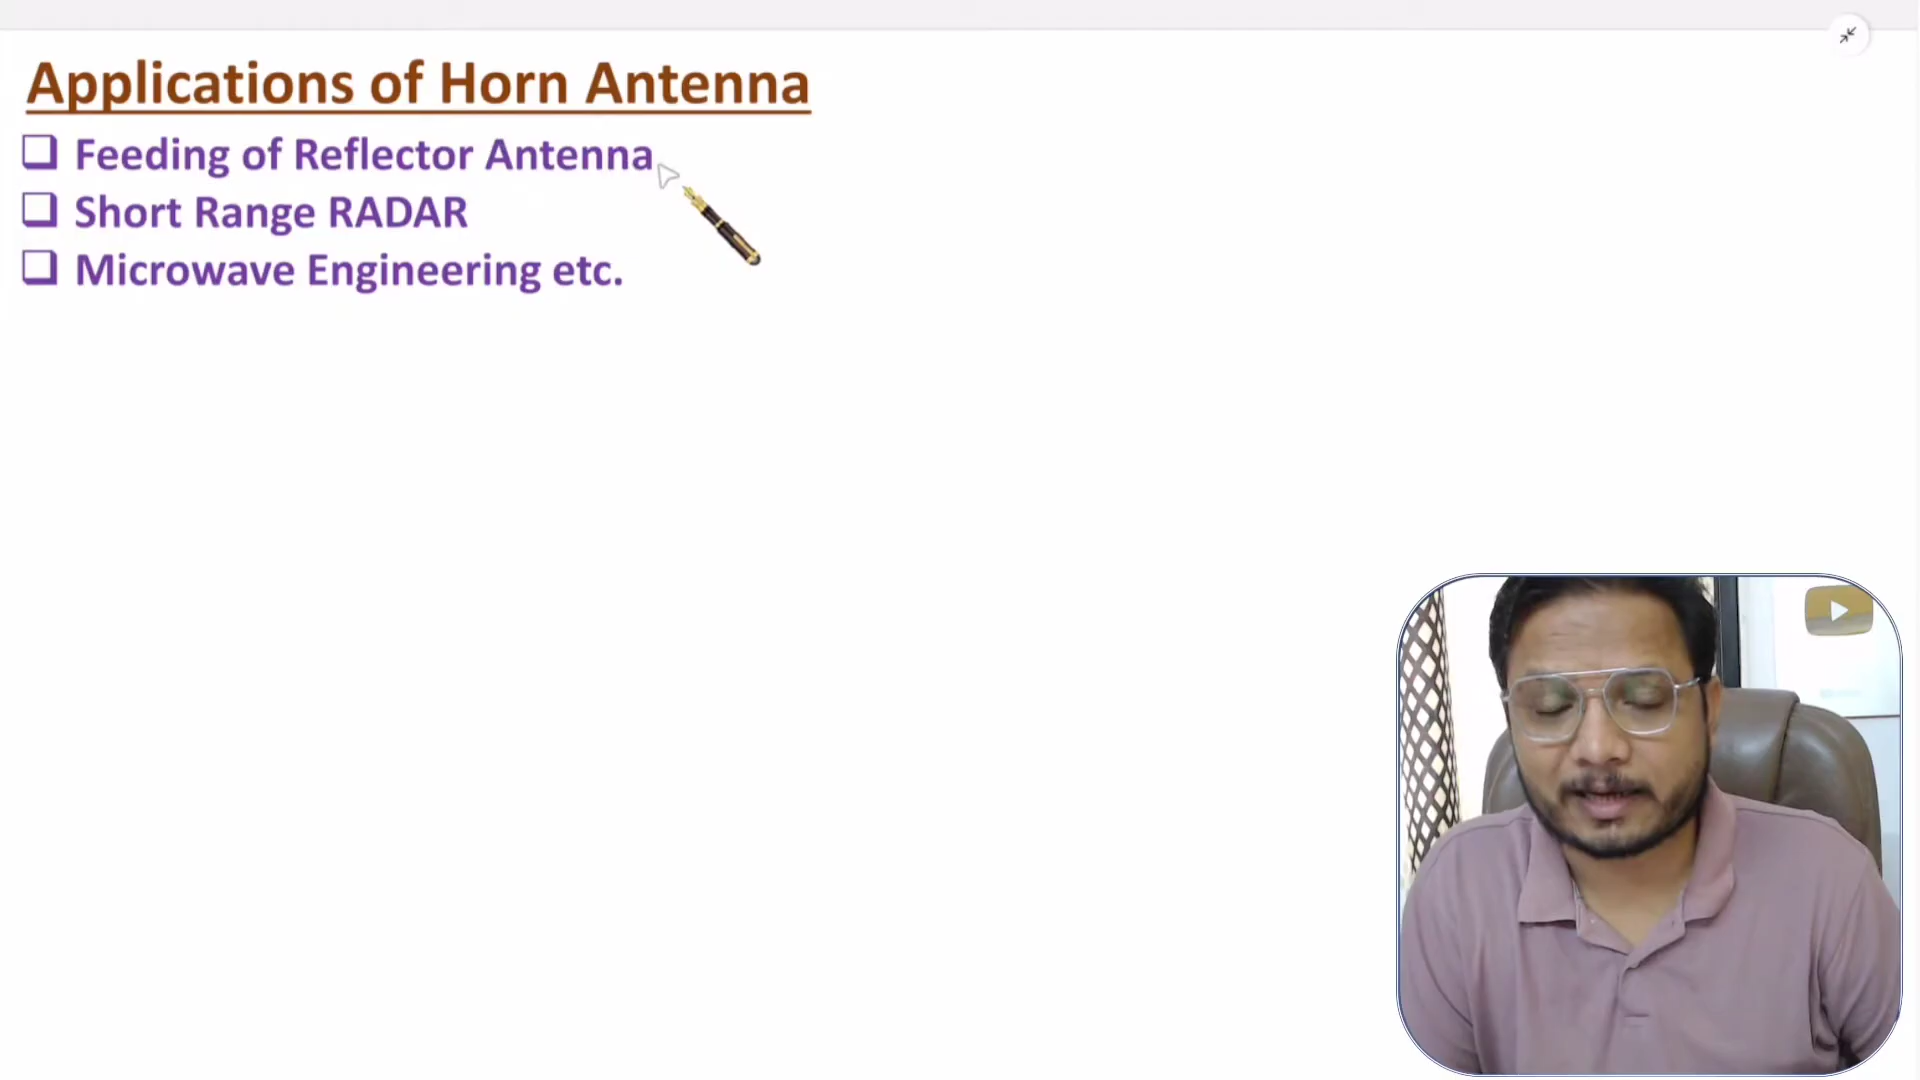 Applications of Horn Antenna
Feeding of Reflector Antenna
Short Range RADAR
Microwave Engineering etc.